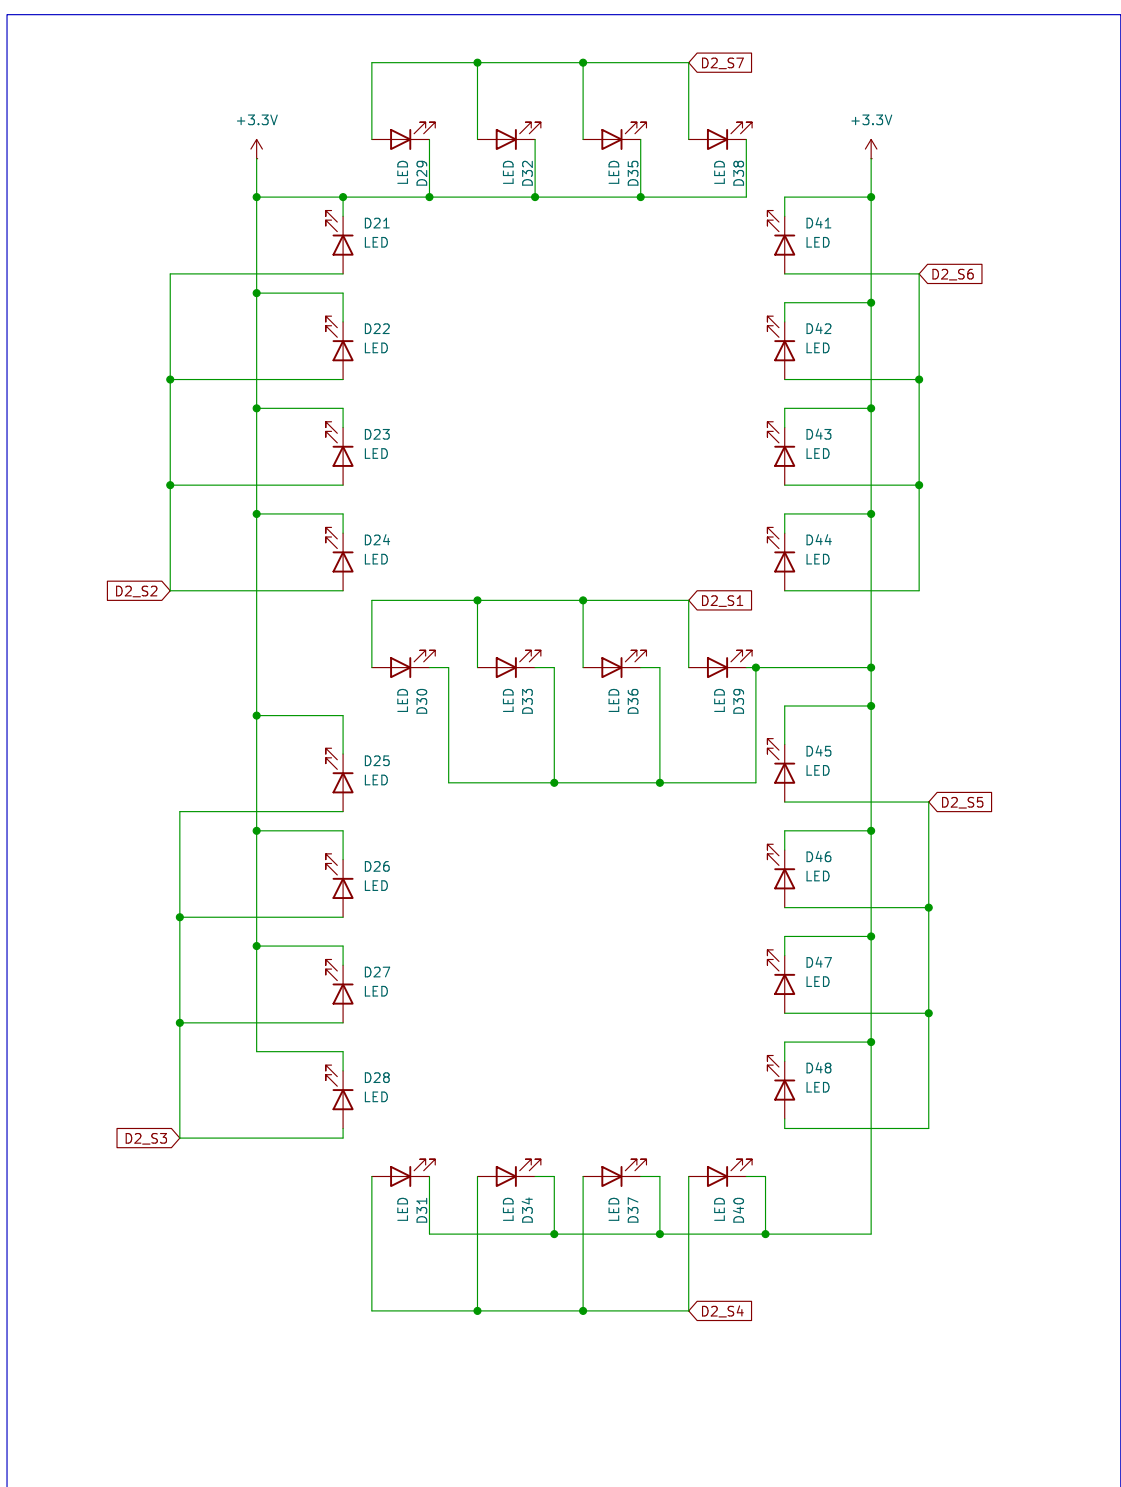 D2_S7
+3.3V
+3.3V
LED
D29
LED
D32
LED
D35
LED
D38
D21
LED
D41
LED
D2_S6
D22
LED
D42
LED
D23
LED
D43
LED
D24
LED
D44
LED
D2_S2
D2_S1
LED
D30
LED
D33
LED
D36
LED
D39
D25
LED
D45
LED
D2_S5
D26
LED
D46
LED
D27
LED
D47
LED
D28
LED
D48
LED
D2_S3
LED
D31
LED
D34
LED
D37
LED
D40
D2_S4